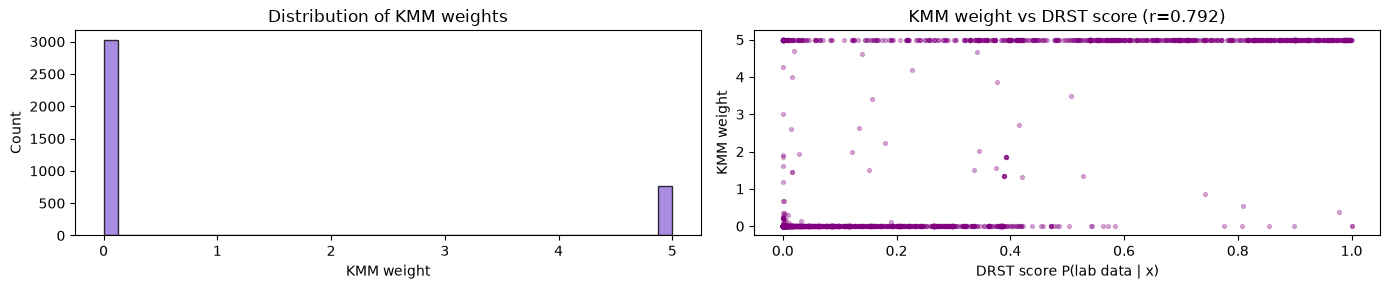 Distribution of KMM weights
3000
2500
2000
1500
1000
500
0
Count
0 1 2 3 4 5
KMM weight
KMM weight vs DRST score (r=0.792)
5
4
3
2
1
0
KMM weight
0.0 0.2 0.4 0.6 0.8 1.0
DRST score P(lab data | x)